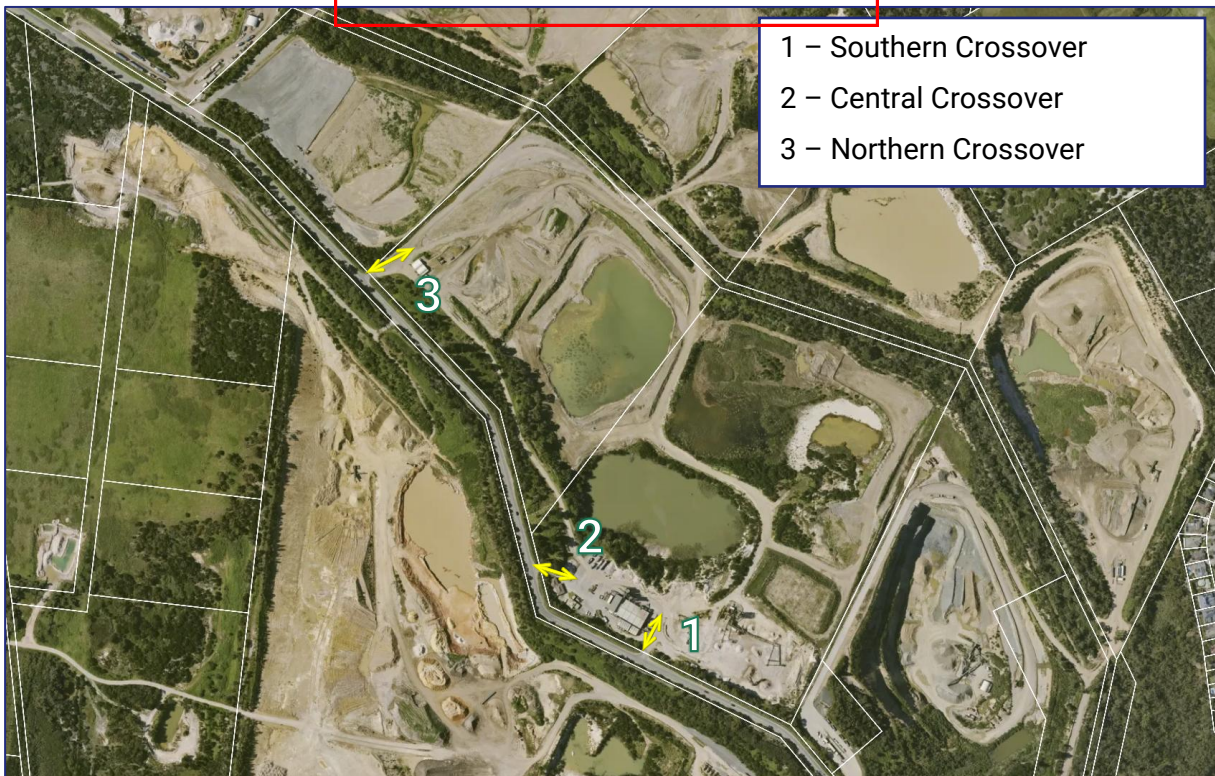 1 – Southern Crossover
2 – Central Crossover
3 – Northern Crossover
3
2
1